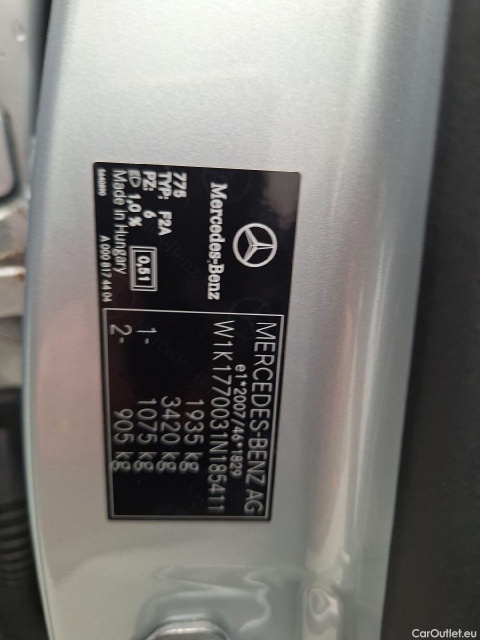 Mercedes-Benz
775
TYP: F2A
PZ: 6
1,0 %
0,51
Made in Hungary
A 000 817 44 04
MERCEDES-BENZ AG
e1*2007/46*1829
W1K1770031N185411
1935 kg
3420 kg
1- 1075 kg
2- 905 kg
CarOutlet.eu